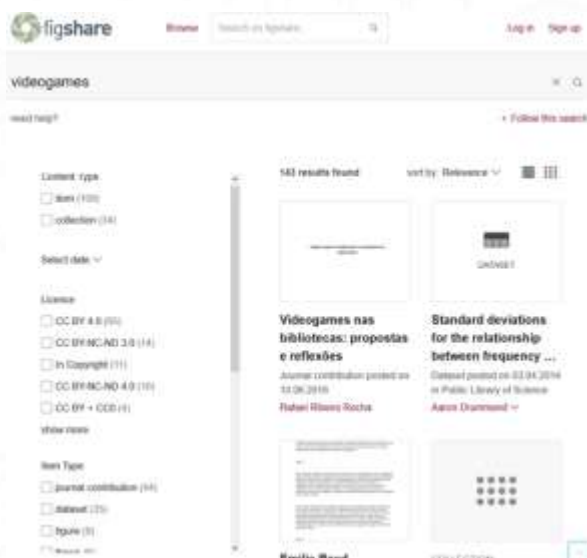 figshare
Browse
Search on figshare
Log in
Sign up
videogames
need help?
+ Follow this search
Content type
item (109)
collection (34)
Select date
Licence
CC BY 4.0
CC BY-NC-ND 3.0 (14)
In Copyright (11)
CC BY-NC-ND 4.0 (10)
CC BY + CC0 (4)
show more
Item Type
journal contribution (64)
dataset (25)
figure
143 results found
sort by Relevance
Videogames nas
bibliotecas: propostas
e reflexões
Journal contribution posted on
10.06.2016
Rafael Ribeiro Rocha
DATASET
Standard deviations
for the relationship
between frequency ...
Dataset posted on 03.04.2014
in Public Library of Science
Aaron Drummond